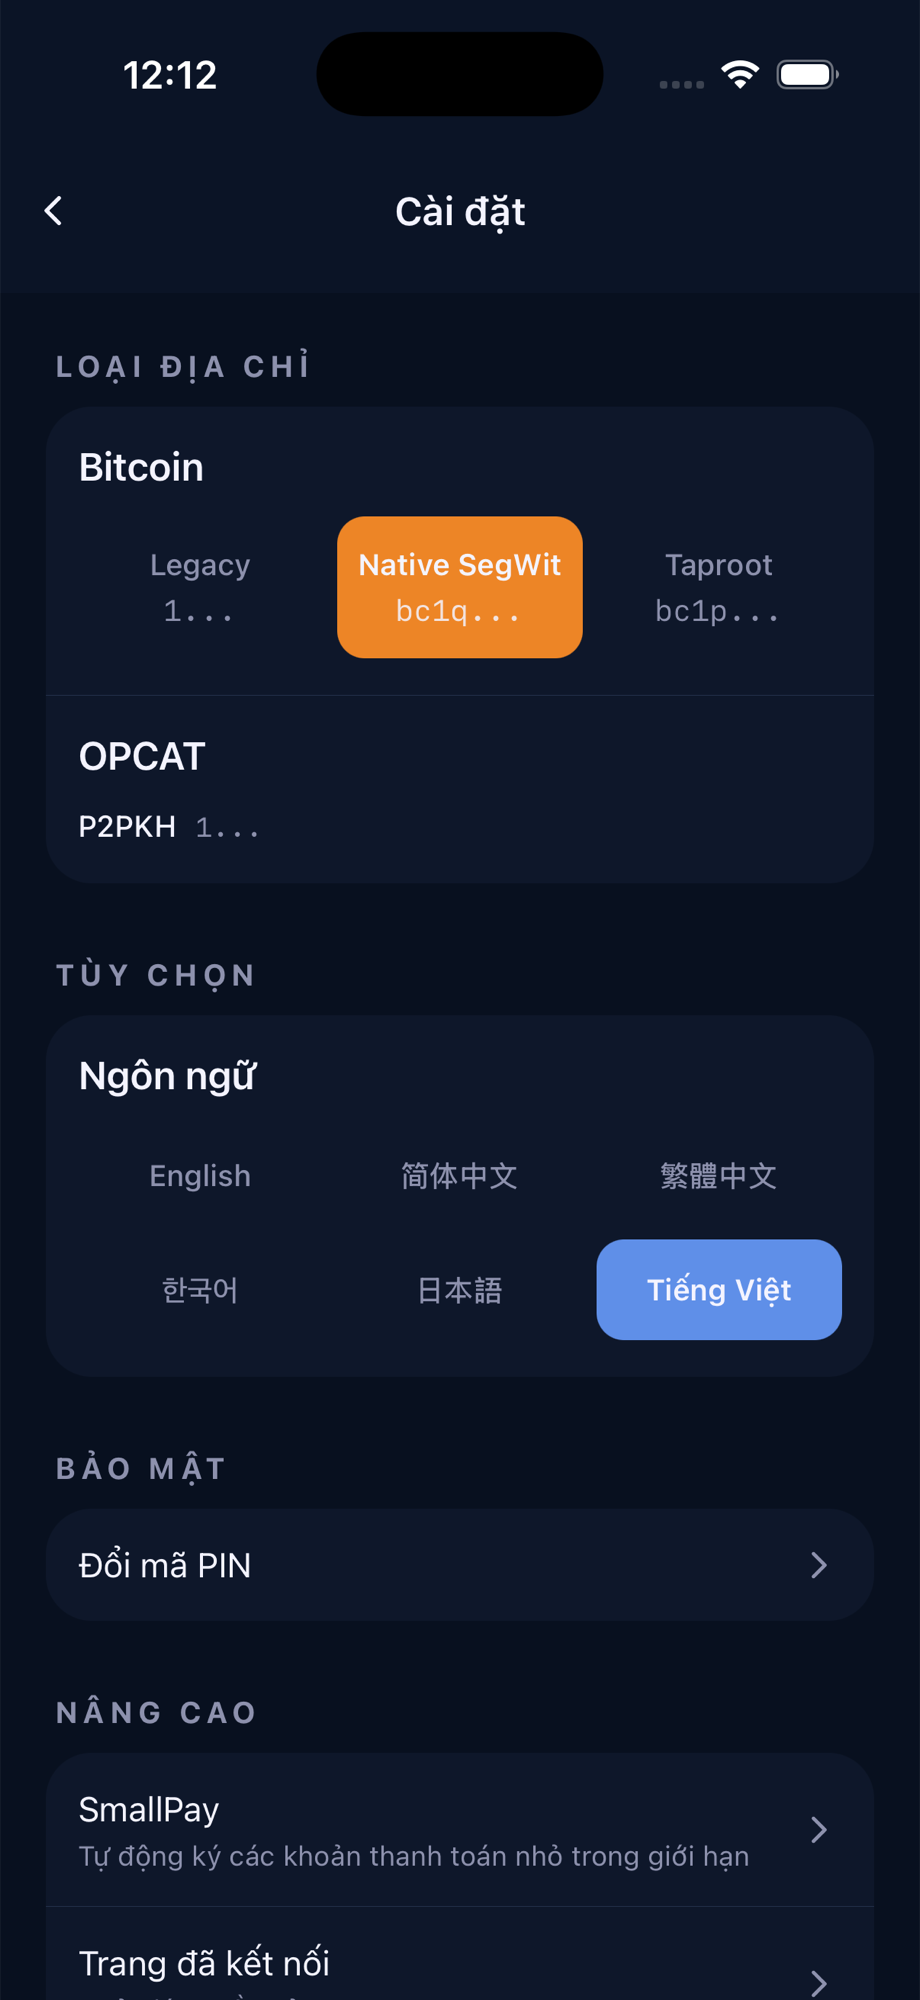 12:12
Cài đặt
LOẠI ĐỊA CHỈ
Bitcoin
Legacy Native SegWit Taproot
1... bc1q... bc1p...
OPCAT
P2PKH 1...
TÙY CHỌN
Ngôn ngữ
English 简体中文 繁體中文
한국어 日本語 Tiếng Việt
BẢO MẬT
Đổi mã PIN
NÂNG CAO
SmallPay
Tự động ký các khoản thanh toán nhỏ trong giới hạn
Trang đã kết nối